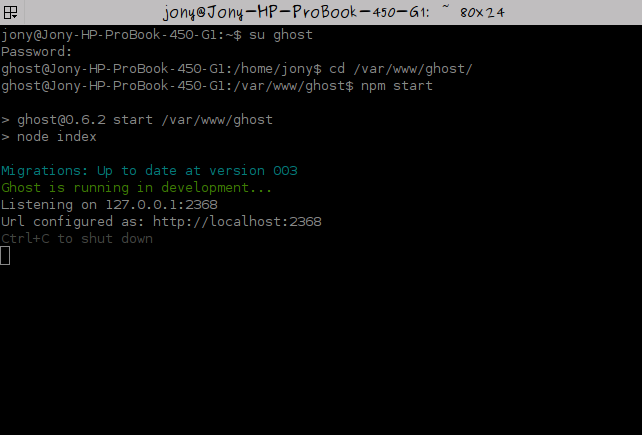 jony@Jony-HP-ProBook-450-G1: ~ 80x24
jony@Jony-HP-ProBook-450-G1:~$ su ghost
Password:
ghost@Jony-HP-ProBook-450-G1:/home/jony$ cd /var/www/ghost/
ghost@Jony-HP-ProBook-450-G1:/var/www/ghost$ npm start
> ghost@0.6.2 start /var/www/ghost
> node index
Migrations: Up to date at version 003
Ghost is running in development...
Listening on 127.0.0.1:2368
Url configured as: http://localhost:2368
Ctrl+C to shut down